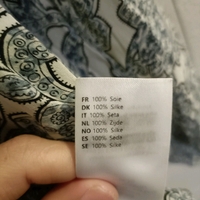 FR 100% Soie
DK 100% Silke
IT 100% Seta
NL 100% Zijde
NO 100% Silke
ES 100% Seda
SE 100% Silke